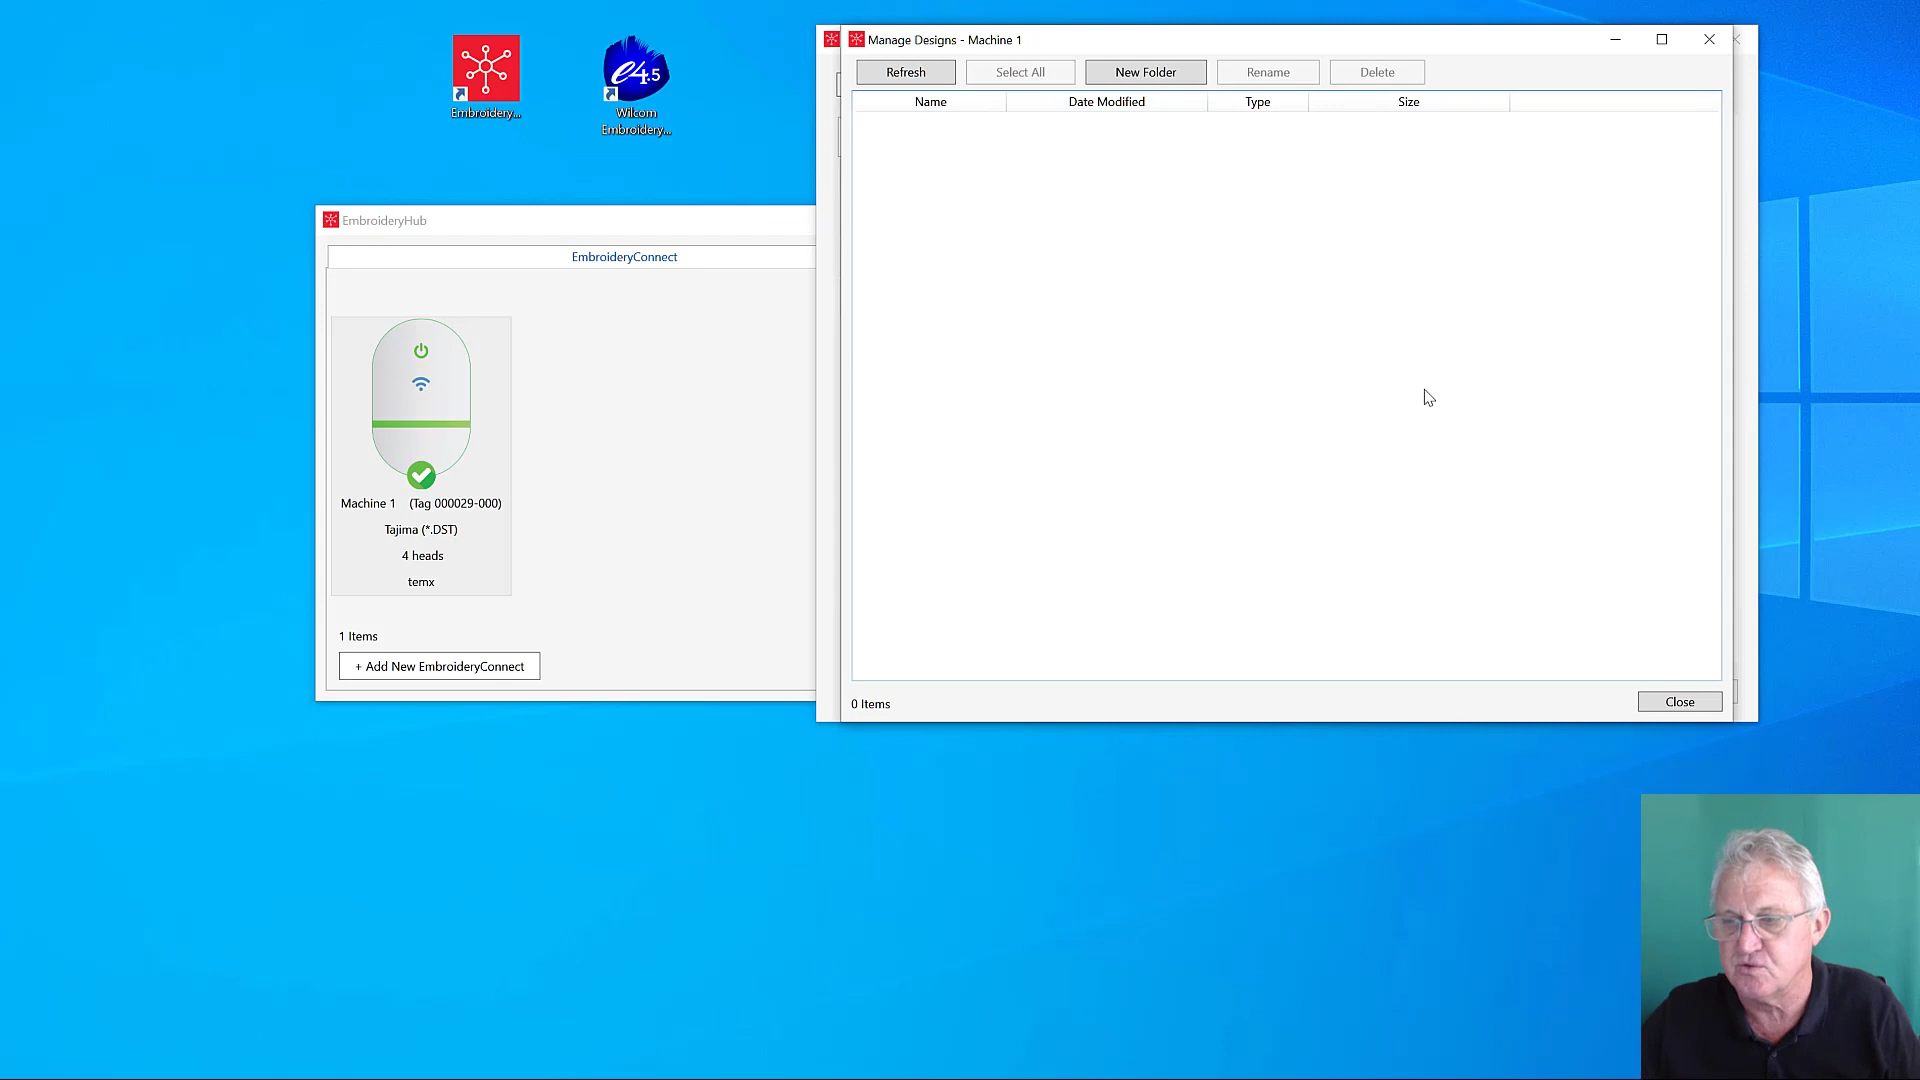 Embroidery...
e4.5
Wilcom
Embroidery...
EmbroideryHub
EmbroideryConnect
Machine 1 (Tag 000029-000)
Tajima (*.DST)
4 heads
temx
1 Items
+ Add New EmbroideryConnect
Manage Designs - Machine 1
Refresh
Select All
New Folder
Rename
Delete
Name
Date Modified
Type
Size
0 Items
Close